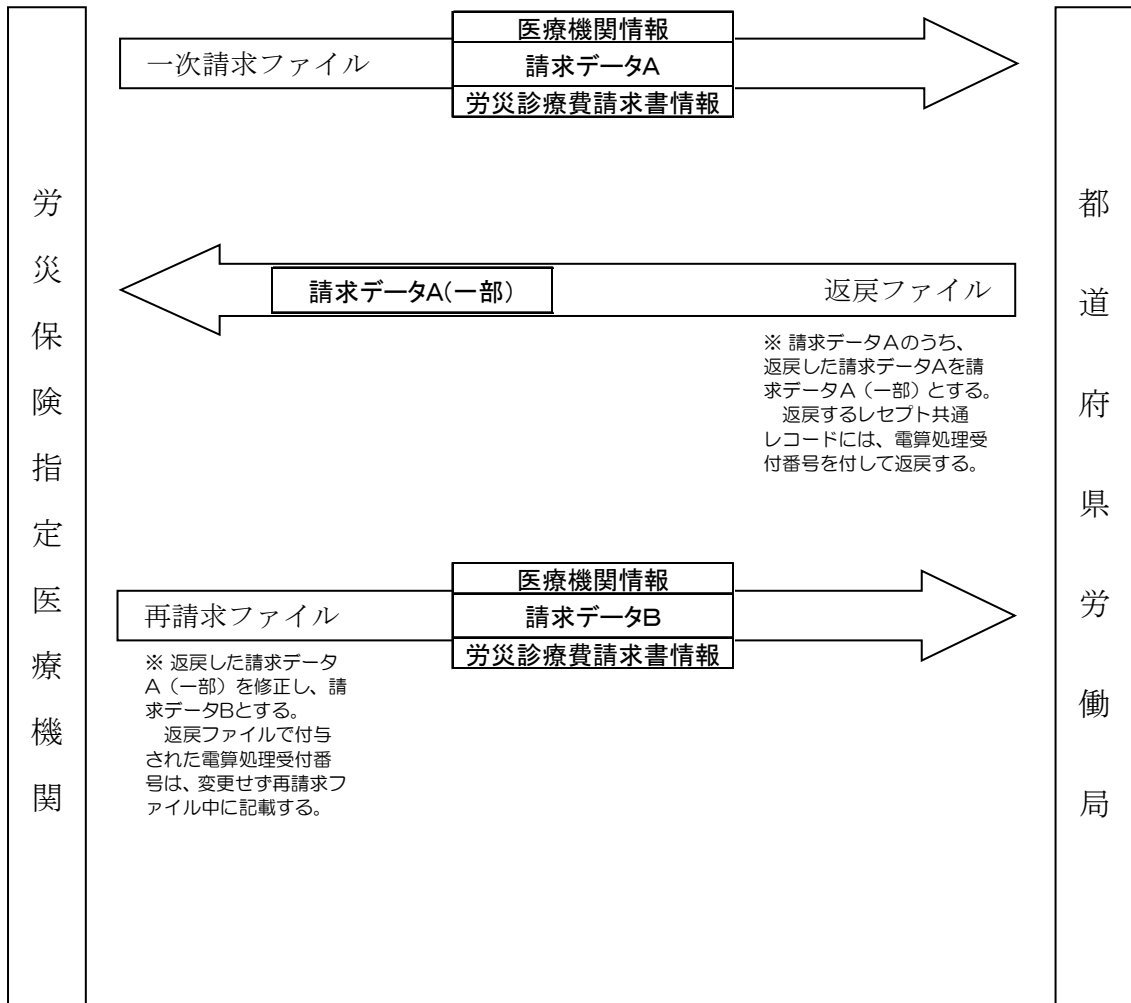 労災保険指定医療機関
医療機関情報
一次請求ファイル
請求データA
労災診療費請求書情報
請求データA(一部)
返戻ファイル
※ 請求データAのうち、
返戻した請求データAを請
求データA（一部）とする。
返戻するレセプト共通
レコードには、電算処理受
付番号を付して返戻する。
医療機関情報
再請求ファイル
請求データB
労災診療費請求書情報
※ 返戻した請求データ
A（一部）を修正し、請
求データBとする。
返戻ファイルで付与
された電算処理受付番
号は、変更せず再請求フ
ァイル中に記載する。
都道府県労働局